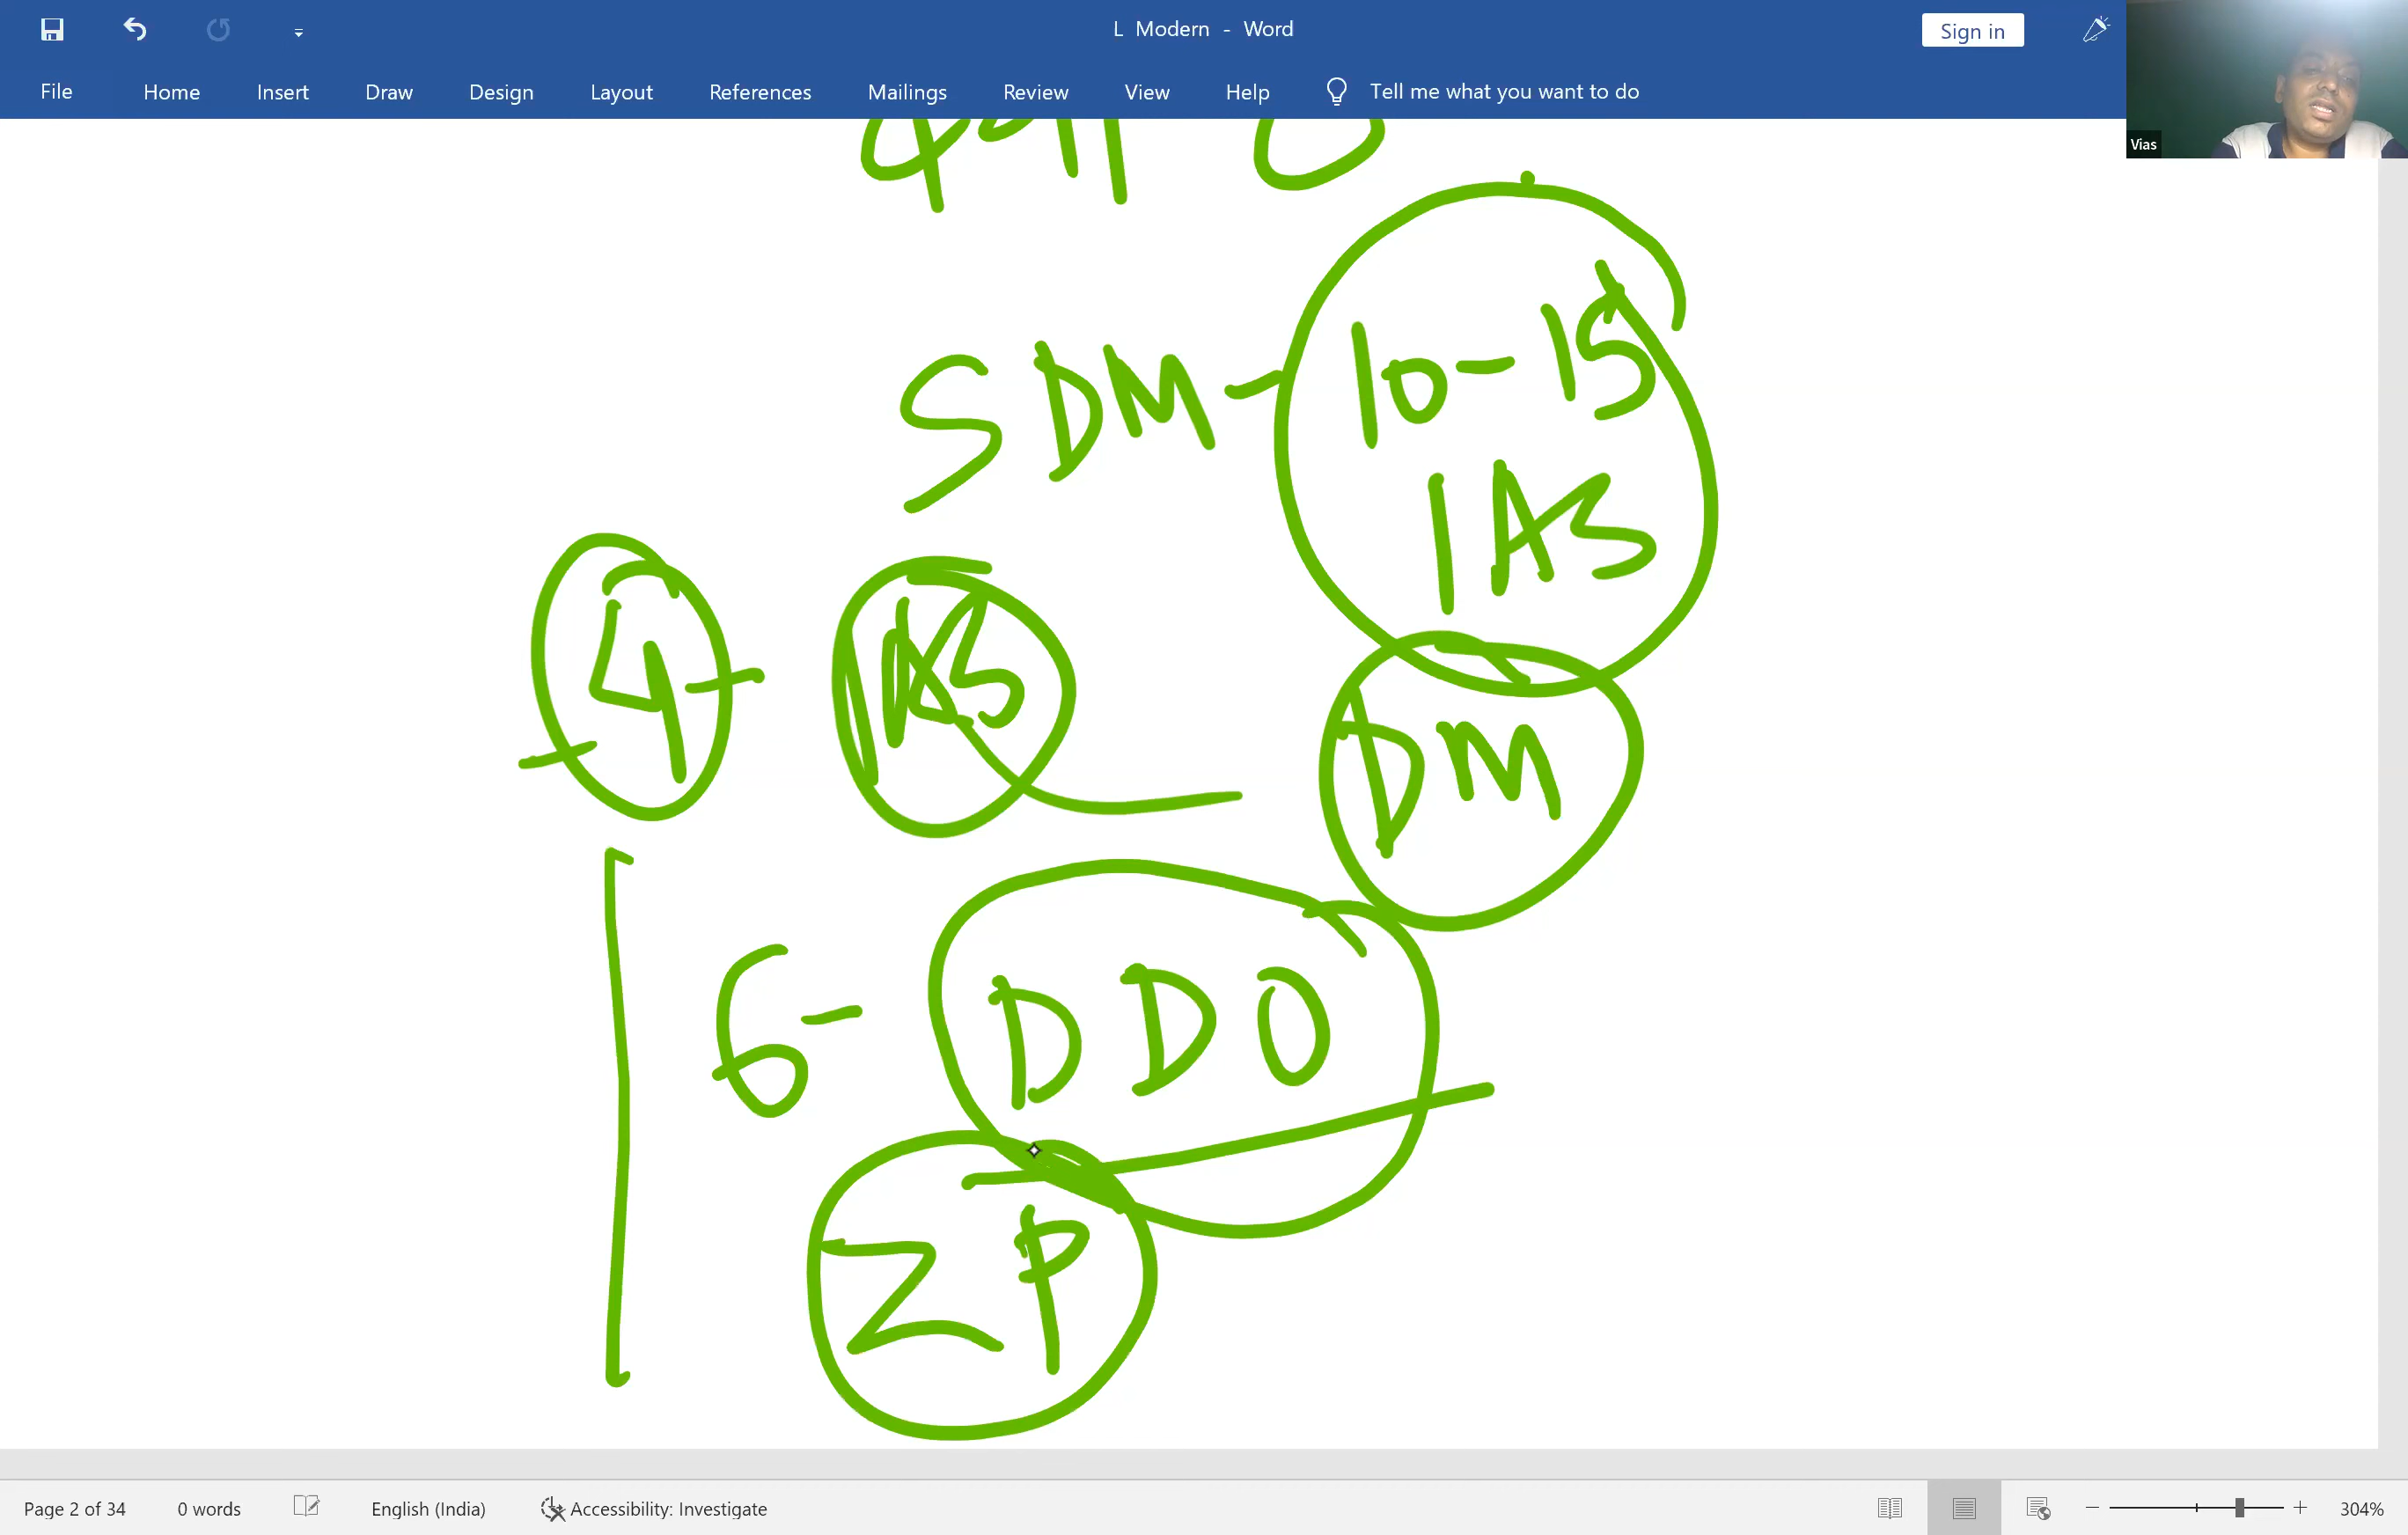 L Modern - Word
Sign in
File Home Insert Draw Design Layout References Mailings Review View Help Tell me what you want to do
Vias
SDM - 10-15
IAS
4 -
DM
6 - DDO
ZP
Page 2 of 34 0 words English (India) Accessibility: Investigate 304%